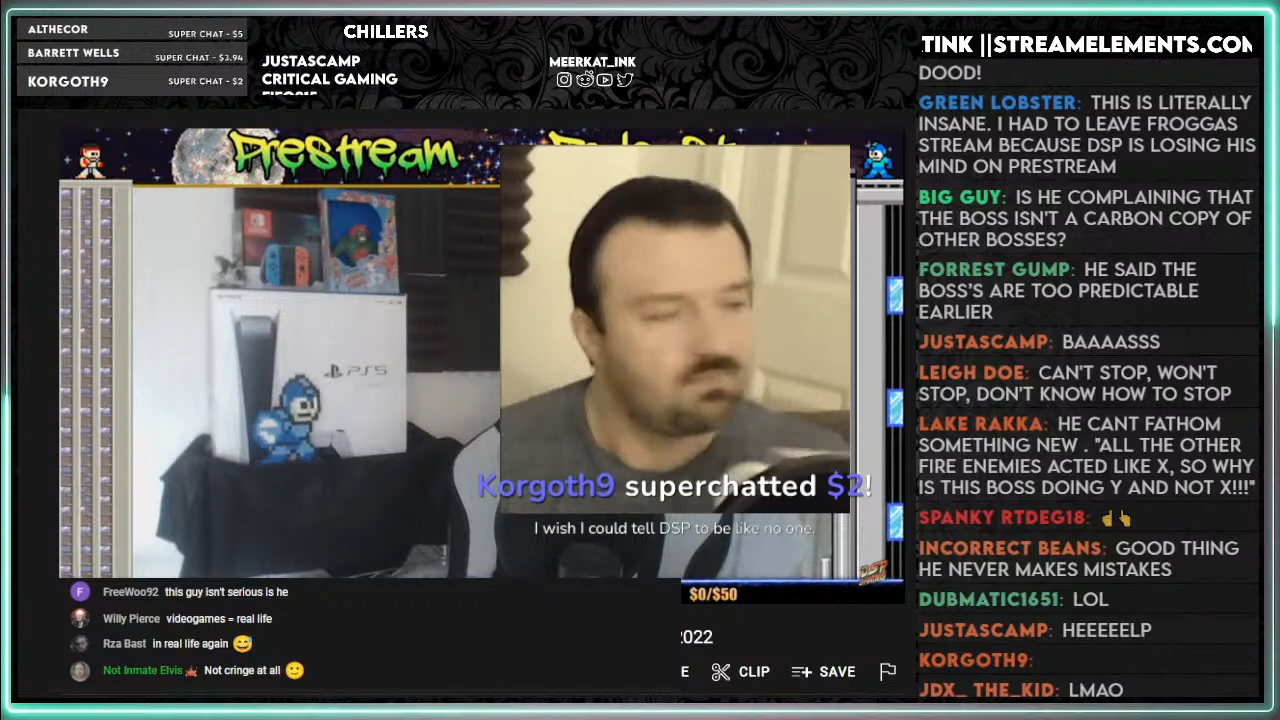 ALTHECOR SUPER CHAT - $5
BARRETT WELLS SUPER CHAT - $3.94
KORGOTH9 SUPER CHAT - $2
CHILLERS
JUSTASCAMP
CRITICAL GAMING
MEERKAT_INK
TINK ||STREAMELEMENTS.COM
DOOD!
GREEN LOBSTER: THIS IS LITERALLY
INSANE. I HAD TO LEAVE FROGGAS
STREAM BECAUSE DSP IS LOSING HIS
MIND ON PRESTREAM
BIG GUY: IS HE COMPLAINING THAT
THE BOSS ISN'T A CARBON COPY OF
OTHER BOSSES?
FORREST GUMP: HE SAID THE
BOSS'S ARE TOO PREDICTABLE
EARLIER
JUSTASCAMP: BAAAASSS
LEIGH DOE: CAN'T STOP, WON'T
STOP, DON'T KNOW HOW TO STOP
LAKE RAKKA: HE CANT FATHOM
SOMETHING NEW . "ALL THE OTHER
FIRE ENEMIES ACTED LIKE X, SO WHY
IS THIS BOSS DOING Y AND NOT X!!!"
SPANKY RTDEG18:
INCORRECT BEANS: GOOD THING
HE NEVER MAKES MISTAKES
DUBMATIC1651: LOL
JUSTASCAMP: HEEEEELP
KORGOTH9:
JDX_ THE_KID: LMAO
Prestream
PS5
Korgoth9 superchatted $2!
I wish I could tell DSP to be like no one.
DSP
GAMING
$0/$50
F FreeWoo92 this guy isn't serious is he
Willy Pierce videogames = real life
Rza Bast in real life again
Not Inmate Elvis Not cringe at all
2022
E CLIP SAVE